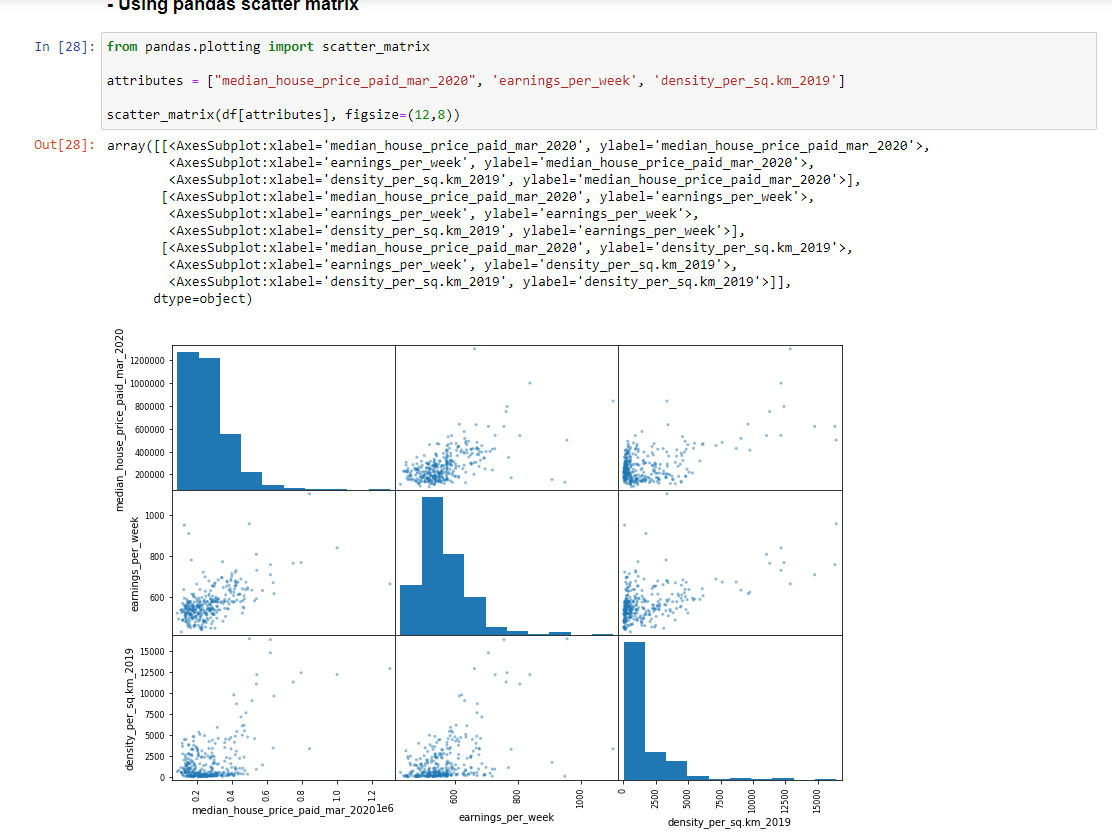 - Using pandas scatter matrix
In [28]: from pandas.plotting import scatter_matrix
attributes = ["median_house_price_paid_mar_2020", 'earnings_per_week', 'density_per_sq.km_2019']
scatter_matrix(df[attributes], figsize=(12,8))
Out[28]: array([[<AxesSubplot:xlabel='median_house_price_paid_mar_2020', ylabel='median_house_price_paid_mar_2020'>,
<AxesSubplot:xlabel='earnings_per_week', ylabel='median_house_price_paid_mar_2020'>,
<AxesSubplot:xlabel='density_per_sq.km_2019', ylabel='median_house_price_paid_mar_2020'>],
[<AxesSubplot:xlabel='median_house_price_paid_mar_2020', ylabel='earnings_per_week'>,
<AxesSubplot:xlabel='earnings_per_week', ylabel='earnings_per_week'>,
<AxesSubplot:xlabel='density_per_sq.km_2019', ylabel='earnings_per_week'>],
[<AxesSubplot:xlabel='median_house_price_paid_mar_2020', ylabel='density_per_sq.km_2019'>,
<AxesSubplot:xlabel='earnings_per_week', ylabel='density_per_sq.km_2019'>,
<AxesSubplot:xlabel='density_per_sq.km_2019', ylabel='density_per_sq.km_2019'>]],
dtype=object)
median_house_price_paid_mar_2020
1200000
1000000
800000
600000
400000
200000
earnings_per_week
1000
800
600
density_per_sq.km_2019
15000
12500
10000
7500
5000
2500
0
0.2 0.4 0.6 0.8 1.0 1.2
1e6
median_house_price_paid_mar_2020
600 800 1000
earnings_per_week
0 2500 5000 7500 10000 12500 15000
density_per_sq.km_2019